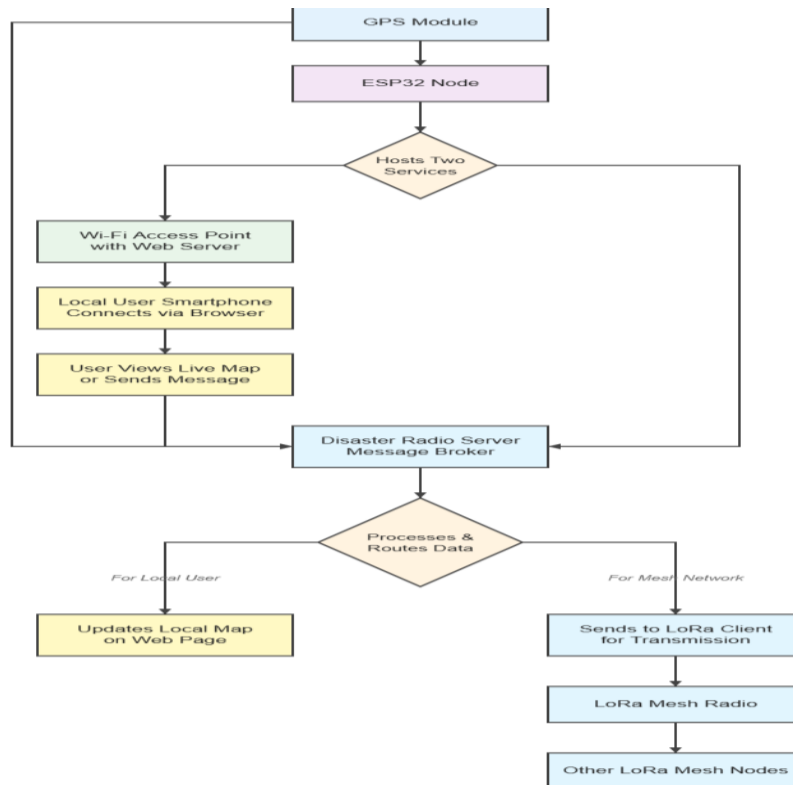 GPS Module
ESP32 Node
Hosts Two
Services
Wi-Fi Access Point
with Web Server
Local User Smartphone
Connects via Browser
User Views Live Map
or Sends Message
Disaster Radio Server
Message Broker
Processes &
Routes Data
For Local User
For Mesh Network
Updates Local Map
on Web Page
Sends to LoRa Client
for Transmission
LoRa Mesh Radio
Other LoRa Mesh Nodes